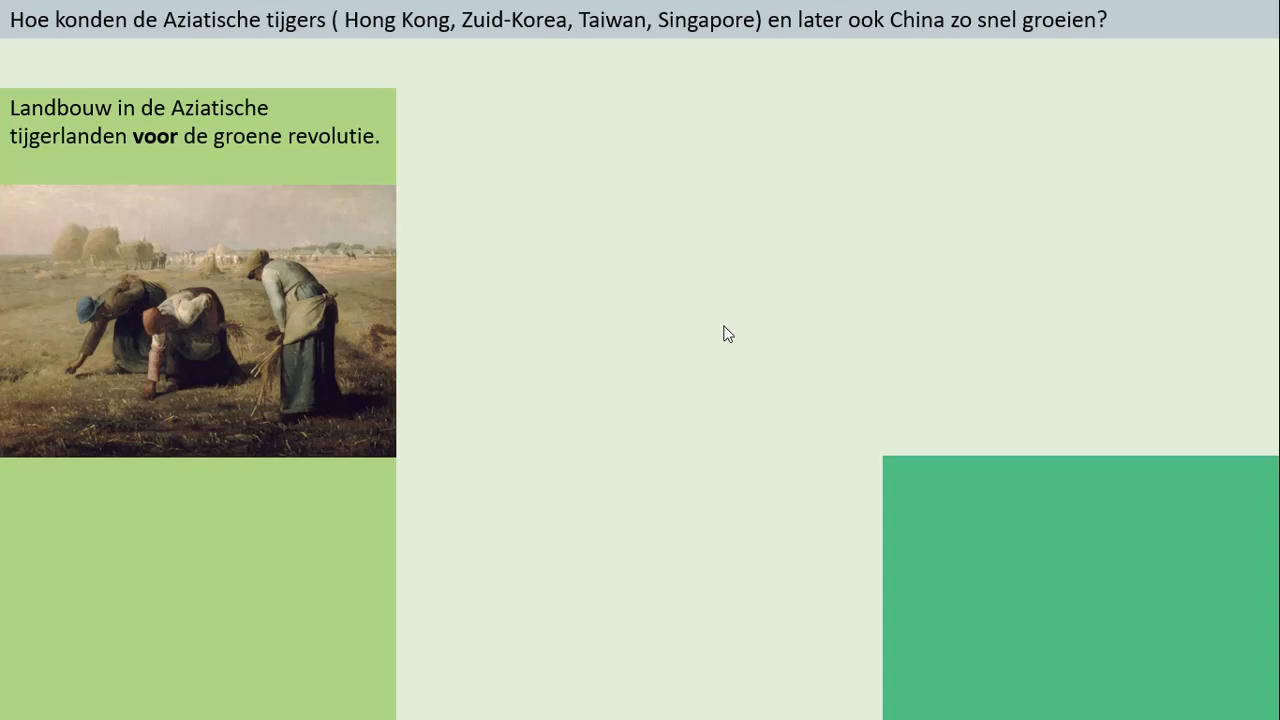 Hoe konden de Aziatische tijgers ( Hong Kong, Zuid-Korea, Taiwan, Singapore) en later ook China zo snel groeien?
Landbouw in de Aziatische
tijgerlanden voor de groene revolutie.